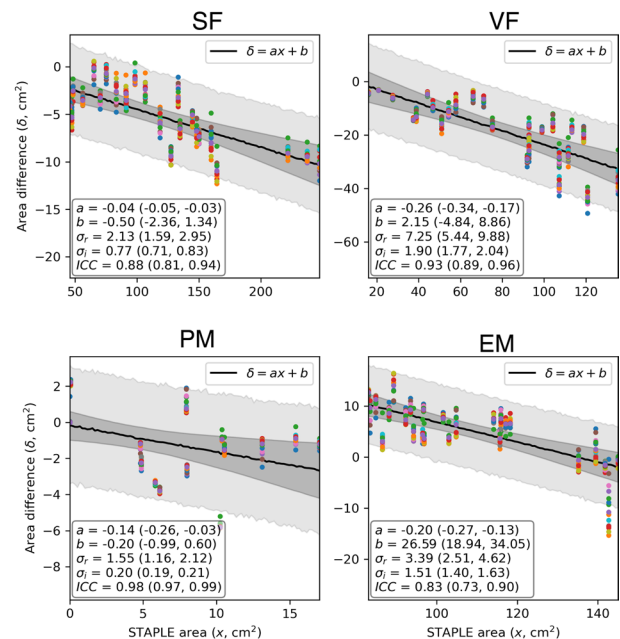 SF
VF
δ = ax + b
δ = ax + b
Area difference (δ, cm²)
0
−5
−10
−15
−20
a = -0.04 (-0.05, -0.03)
b = -0.50 (-2.36, 1.34)
σr = 2.13 (1.59, 2.95)
σi = 0.77 (0.71, 0.83)
ICC = 0.88 (0.81, 0.94)
50 100 150 200
0
−20
−40
−60
a = -0.26 (-0.34, -0.17)
b = 2.15 (-4.84, 8.86)
σr = 7.25 (5.44, 9.88)
σi = 1.90 (1.77, 2.04)
ICC = 0.93 (0.89, 0.96)
20 40 60 80 100 120
PM
EM
δ = ax + b
δ = ax + b
Area difference (δ, cm²)
2
0
−2
−4
−6
−8
a = -0.14 (-0.26, -0.03)
b = -0.20 (-0.99, 0.60)
σr = 1.55 (1.16, 2.12)
σi = 0.20 (0.19, 0.21)
ICC = 0.98 (0.97, 0.99)
0 5 10 15
STAPLE area (x, cm²)
10
0
−10
−20
a = -0.20 (-0.27, -0.13)
b = 26.59 (18.94, 34.05)
σr = 3.39 (2.51, 4.62)
σi = 1.51 (1.40, 1.63)
ICC = 0.83 (0.73, 0.90)
100 120 140
STAPLE area (x, cm²)